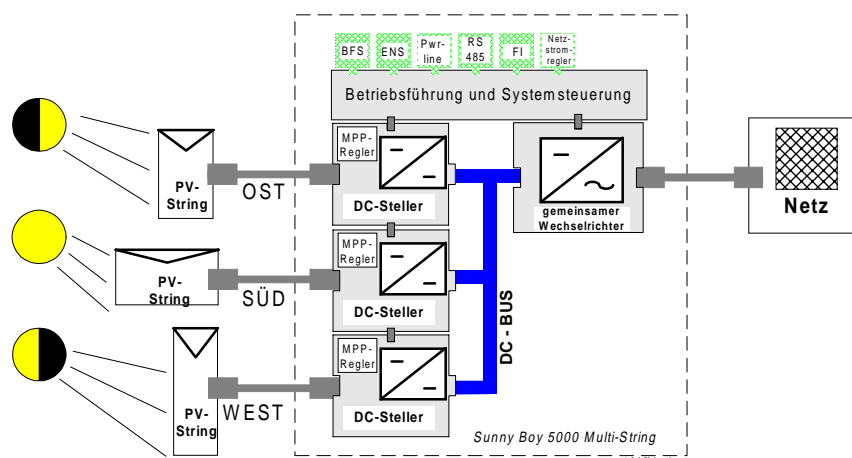 BFS
ENS
Pwr-
line
RS
485
FI
Netz-
strom-
regler
Betriebsführung und Systemsteuerung
PV-
String
OST
MPP-
Regler
DC-Steller
gemeinsamer
Wechselrichter
Netz
PV-
String
SÜD
MPP-
Regler
DC-Steller
DC - BUS
PV-
String
WEST
MPP-
Regler
DC-Steller
Sunny Boy 5000 Multi-String